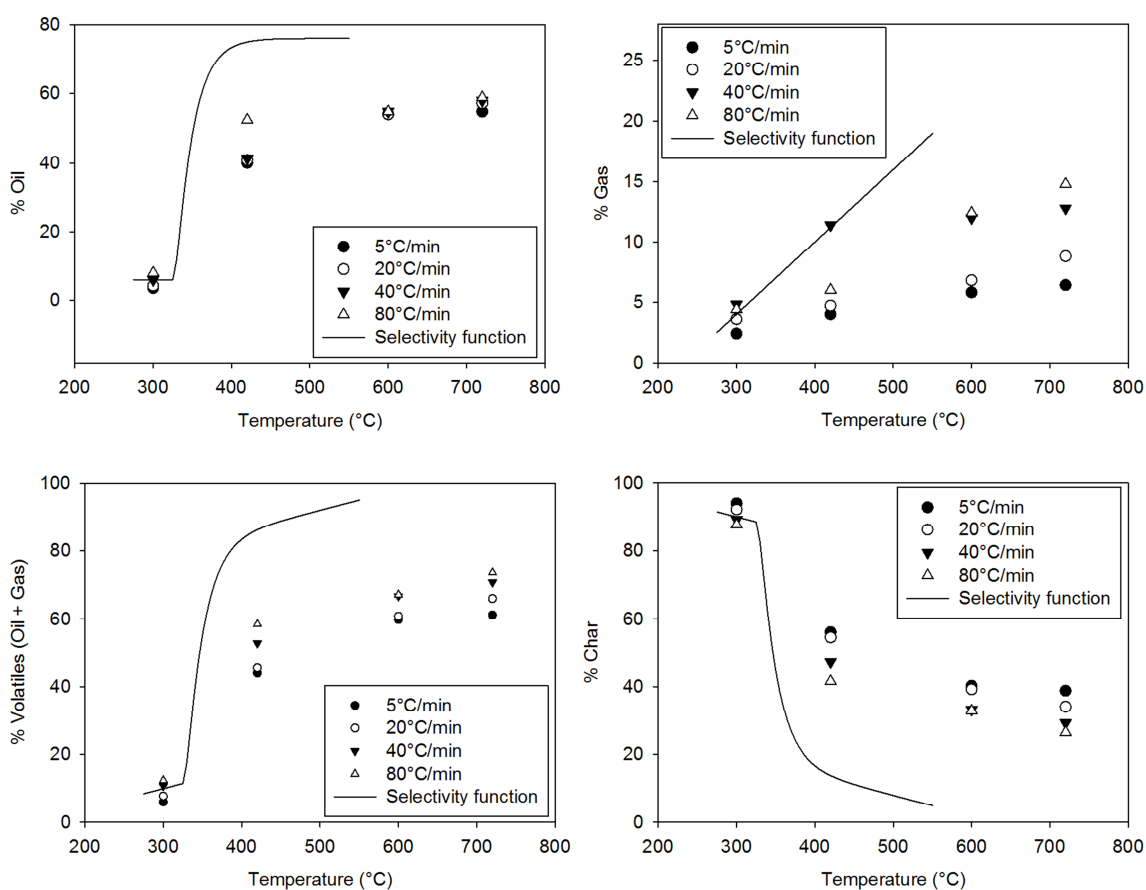 80
60
40
20
0
% Oil
5°C/min
20°C/min
40°C/min
80°C/min
Selectivity function
200 300 400 500 600 700 800
Temperature (°C)
25
20
15
10
5
0
% Gas
5°C/min
20°C/min
40°C/min
80°C/min
Selectivity function
200 300 400 500 600 700 800
Temperature (°C)
100
80
60
40
20
0
% Volatiles (Oil + Gas)
5°C/min
20°C/min
40°C/min
80°C/min
Selectivity function
200 300 400 500 600 700 800
Temperature (°C)
100
80
60
40
20
0
% Char
5°C/min
20°C/min
40°C/min
80°C/min
Selectivity function
200 300 400 500 600 700 800
Temperature (°C)